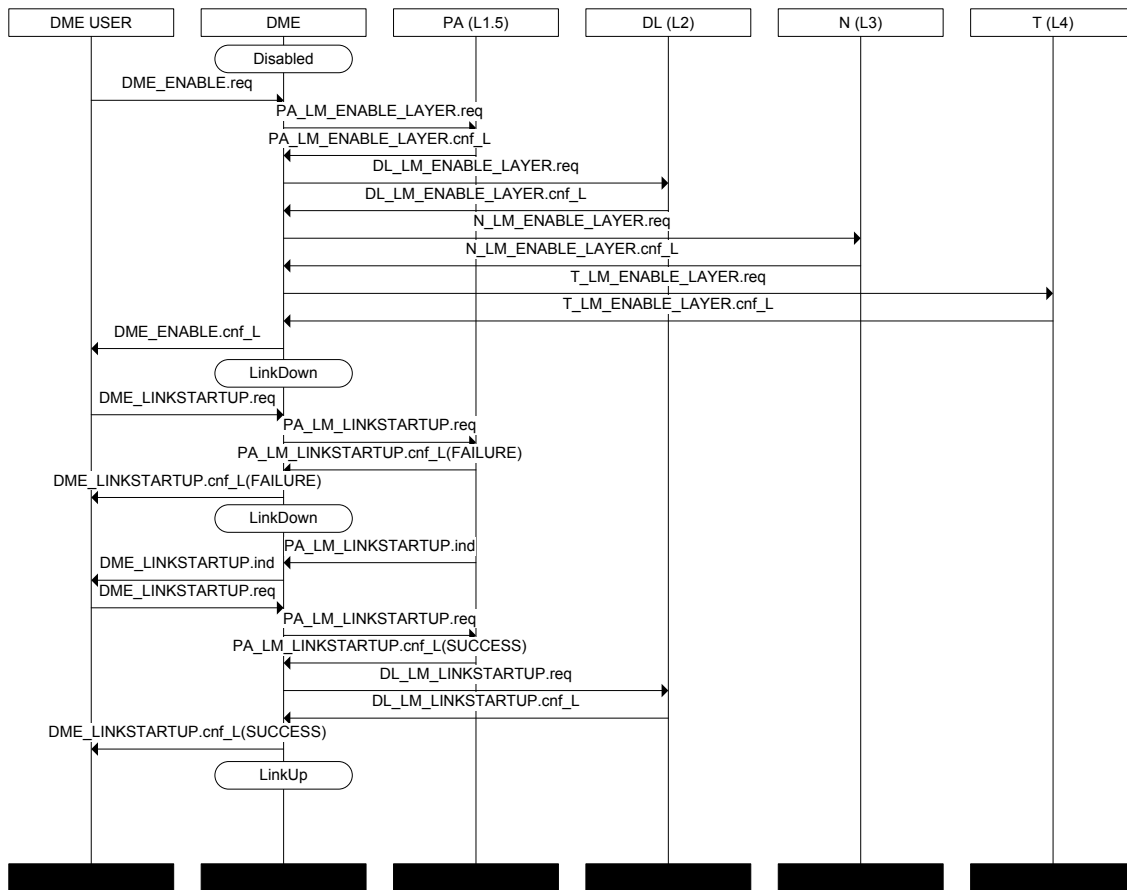 DME USER
DME
PA (L1.5)
DL (L2)
N (L3)
T (L4)
Disabled
DME_ENABLE.req
PA_LM_ENABLE_LAYER.req
PA_LM_ENABLE_LAYER.cnf_L
DL_LM_ENABLE_LAYER.req
DL_LM_ENABLE_LAYER.cnf_L
N_LM_ENABLE_LAYER.req
N_LM_ENABLE_LAYER.cnf_L
T_LM_ENABLE_LAYER.req
T_LM_ENABLE_LAYER.cnf_L
DME_ENABLE.cnf_L
LinkDown
DME_LINKSTARTUP.req
PA_LM_LINKSTARTUP.req
PA_LM_LINKSTARTUP.cnf_L(FAILURE)
DME_LINKSTARTUP.cnf_L(FAILURE)
LinkDown
PA_LM_LINKSTARTUP.ind
DME_LINKSTARTUP.ind
DME_LINKSTARTUP.req
PA_LM_LINKSTARTUP.req
PA_LM_LINKSTARTUP.cnf_L(SUCCESS)
DL_LM_LINKSTARTUP.req
DL_LM_LINKSTARTUP.cnf_L
DME_LINKSTARTUP.cnf_L(SUCCESS)
LinkUp